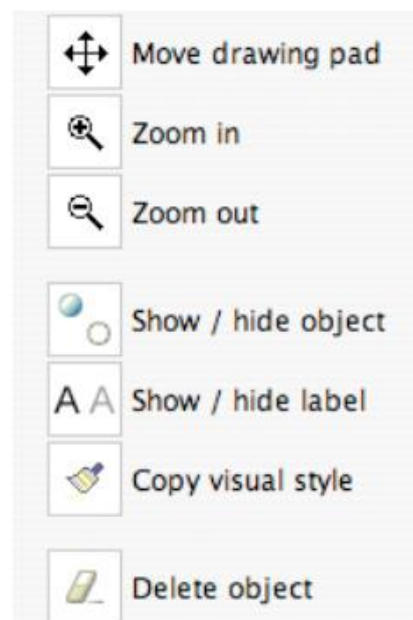 Move drawing pad
Zoom in
Zoom out
Show / hide object
A A Show / hide label
Copy visual style
Delete object